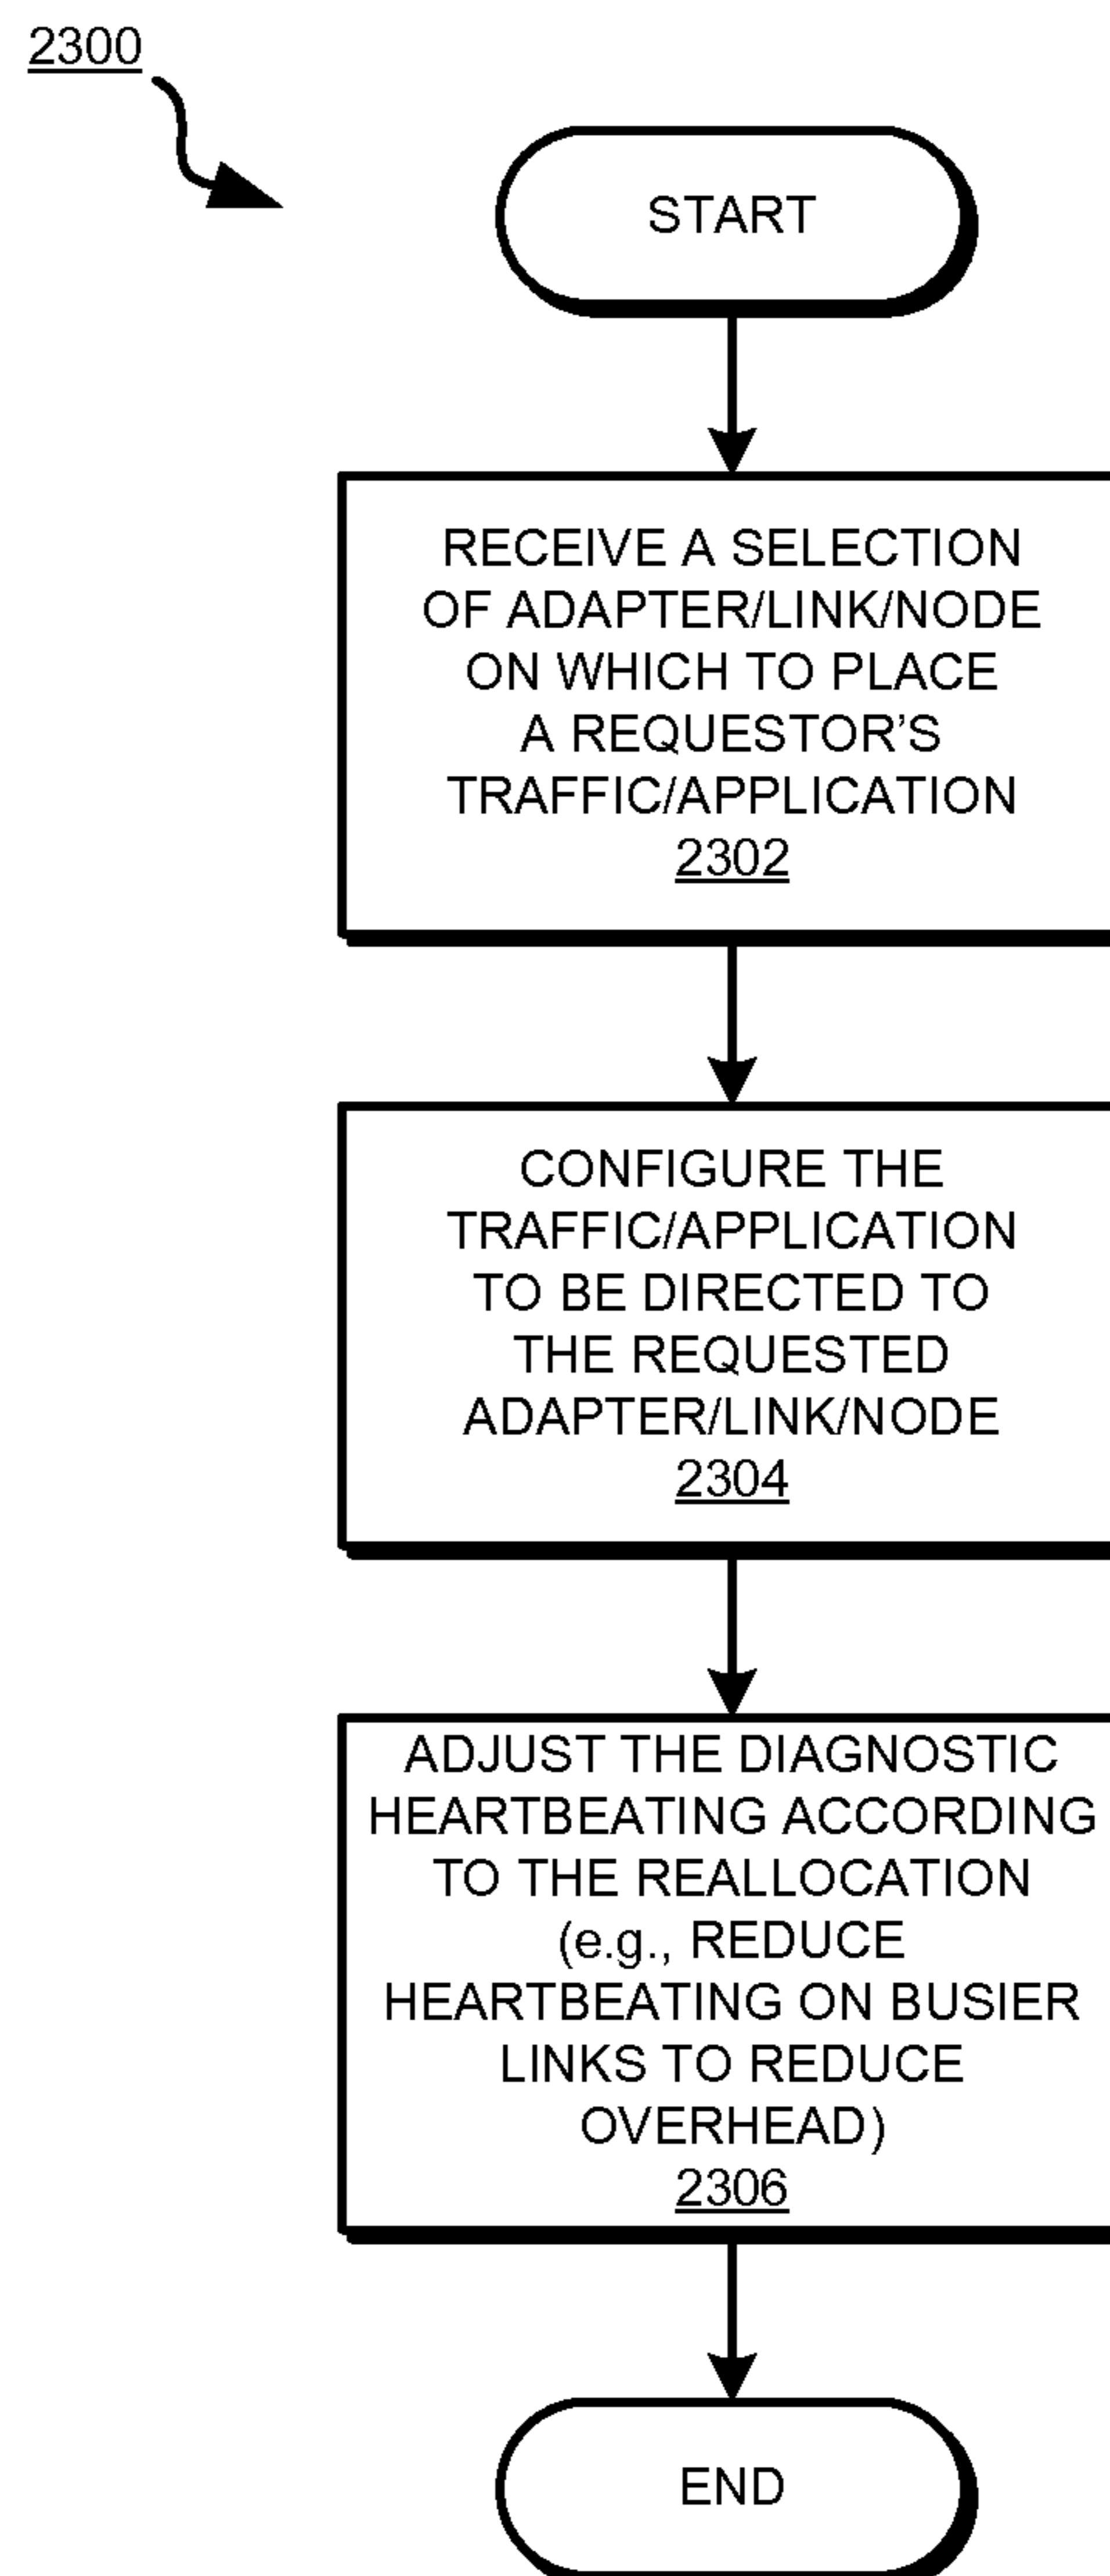 2300
START
RECEIVE A SELECTION
OF ADAPTER/LINK/NODE
ON WHICH TO PLACE
A REQUESTOR’S
TRAFFIC/APPLICATION
2302
CONFIGURE THE
TRAFFIC/APPLICATION
TO BE DIRECTED TO
THE REQUESTED
ADAPTER/LINK/NODE
2304
ADJUST THE DIAGNOSTIC
HEARTBEATING ACCORDING
TO THE REALLOCATION
(e.g., REDUCE
HEARTBEATING ON BUSIER
LINKS TO REDUCE
OVERHEAD)
2306
END